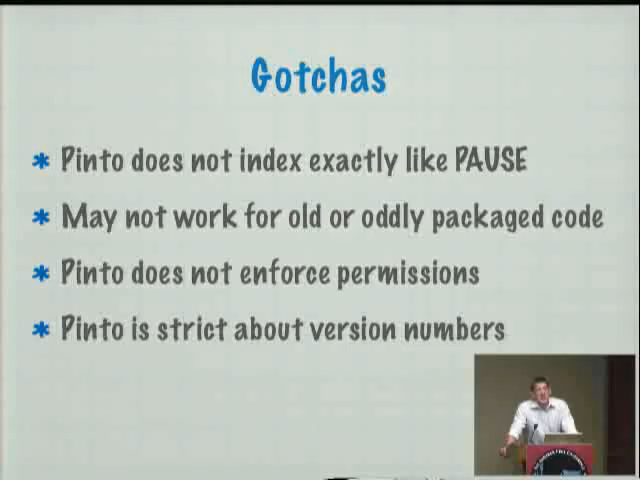 Gotchas
Pinto does not index exactly like PAUSE
May not work for old or oddly packaged code
Pinto does not enforce permissions
Pinto is strict about version numbers